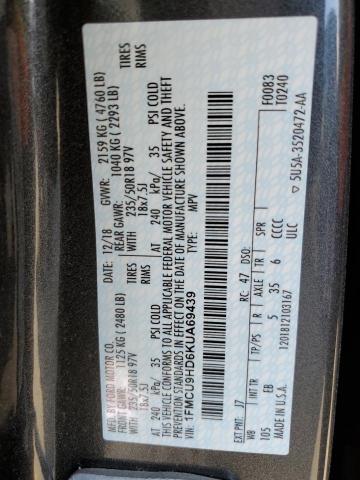 MFD. BY FORD MOTOR CO.
12/18
GVWR: 2159 KG ( 4760 LB)
FRONT GAWR: 1125 KG ( 2480 LB)
REAR GAWR: 1040 KG ( 2293 LB)
WITH
235/50R18 97V
TIRES
WITH
235/50R18 97V
TIRES
18x7.5J
RIMS
18x7.5J
RIMS
AT 240 kPa/ 35 PSI COLD
AT 240 kPa/ 35 PSI COLD
THIS VEHICLE CONFORMS TO ALL APPLICABLE FEDERAL MOTOR VEHICLE SAFETY AND THEFT
PREVENTION STANDARDS IN EFFECT ON THE DATE OF MANUFACTURE SHOWN ABOVE.
VIN: 1FMCU9HD6KUA69439
TYPE: MPV
F0083
T0240
EXT PNT: J7
RC: 47
DSO:
WB
INT TR
TP/PS
R
AXLE
TR
SPR
105
EB
5
35
6
CCCC
MADE IN U.S.A.
1201812103167
ULC
5U5A-3520472-AA